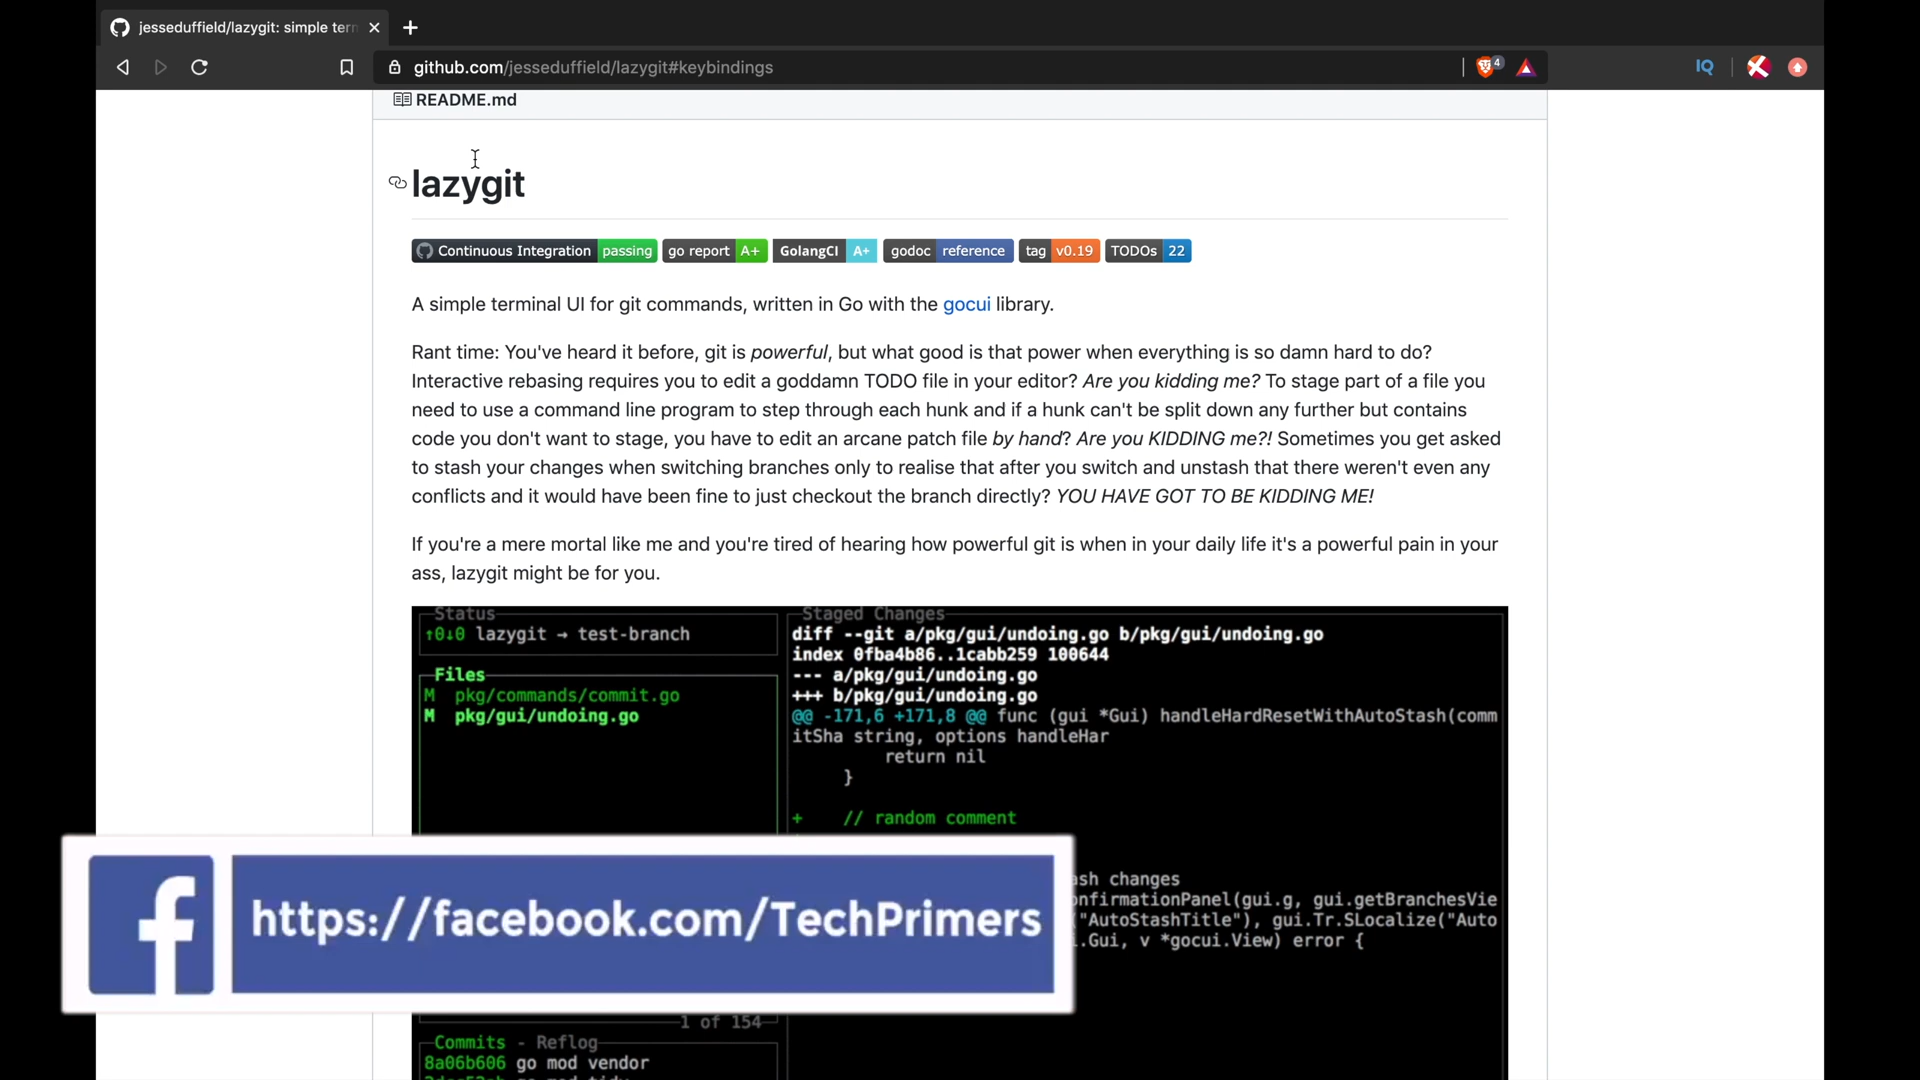 jesseduffield/lazygit: simple tern
github.com/jesseduffield/lazygit#keybindings
4
IQ
README.md
lazygit
Continuous Integration passing go report A+ GolangCI A+ godoc reference tag v0.19 TODOs 22
A simple terminal UI for git commands, written in Go with the gocui library.
Rant time: You've heard it before, git is powerful, but what good is that power when everything is so damn hard to do?
Interactive rebasing requires you to edit a goddamn TODO file in your editor? Are you kidding me? To stage part of a file you
need to use a command line program to step through each hunk and if a hunk can't be split down any further but contains
code you don't want to stage, you have to edit an arcane patch file by hand? Are you KIDDING me?! Sometimes you get asked
to stash your changes when switching branches only to realise that after you switch and unstash that there weren't even any
conflicts and it would have been fine to just checkout the branch directly? YOU HAVE GOT TO BE KIDDING ME!
If you're a mere mortal like me and you're tired of hearing how powerful git is when in your daily life it's a powerful pain in your
ass, lazygit might be for you.
Status
↑0↓0 lazygit → test-branch
Files
M pkg/commands/commit.go
M pkg/gui/undoing.go
1 of 154
Commits - Reflog
8a06b606 go mod vendor
Staged Changes
diff --git a/pkg/gui/undoing.go b/pkg/gui/undoing.go
index 0fba4b86..1cabb259 100644
--- a/pkg/gui/undoing.go
+++ b/pkg/gui/undoing.go
@@ -171,6 +171,8 @@ func (gui *Gui) handleHardResetWithAutoStash(comm
itSha string, options handleHar
return nil
}
+ // random comment
ash changes
onfirmationPanel(gui.g, gui.getBranchesVie
("AutoStashTitle"), gui.Tr.SLocalize("Auto
.Gui, v *gocui.View) error {
https://facebook.com/TechPrimers